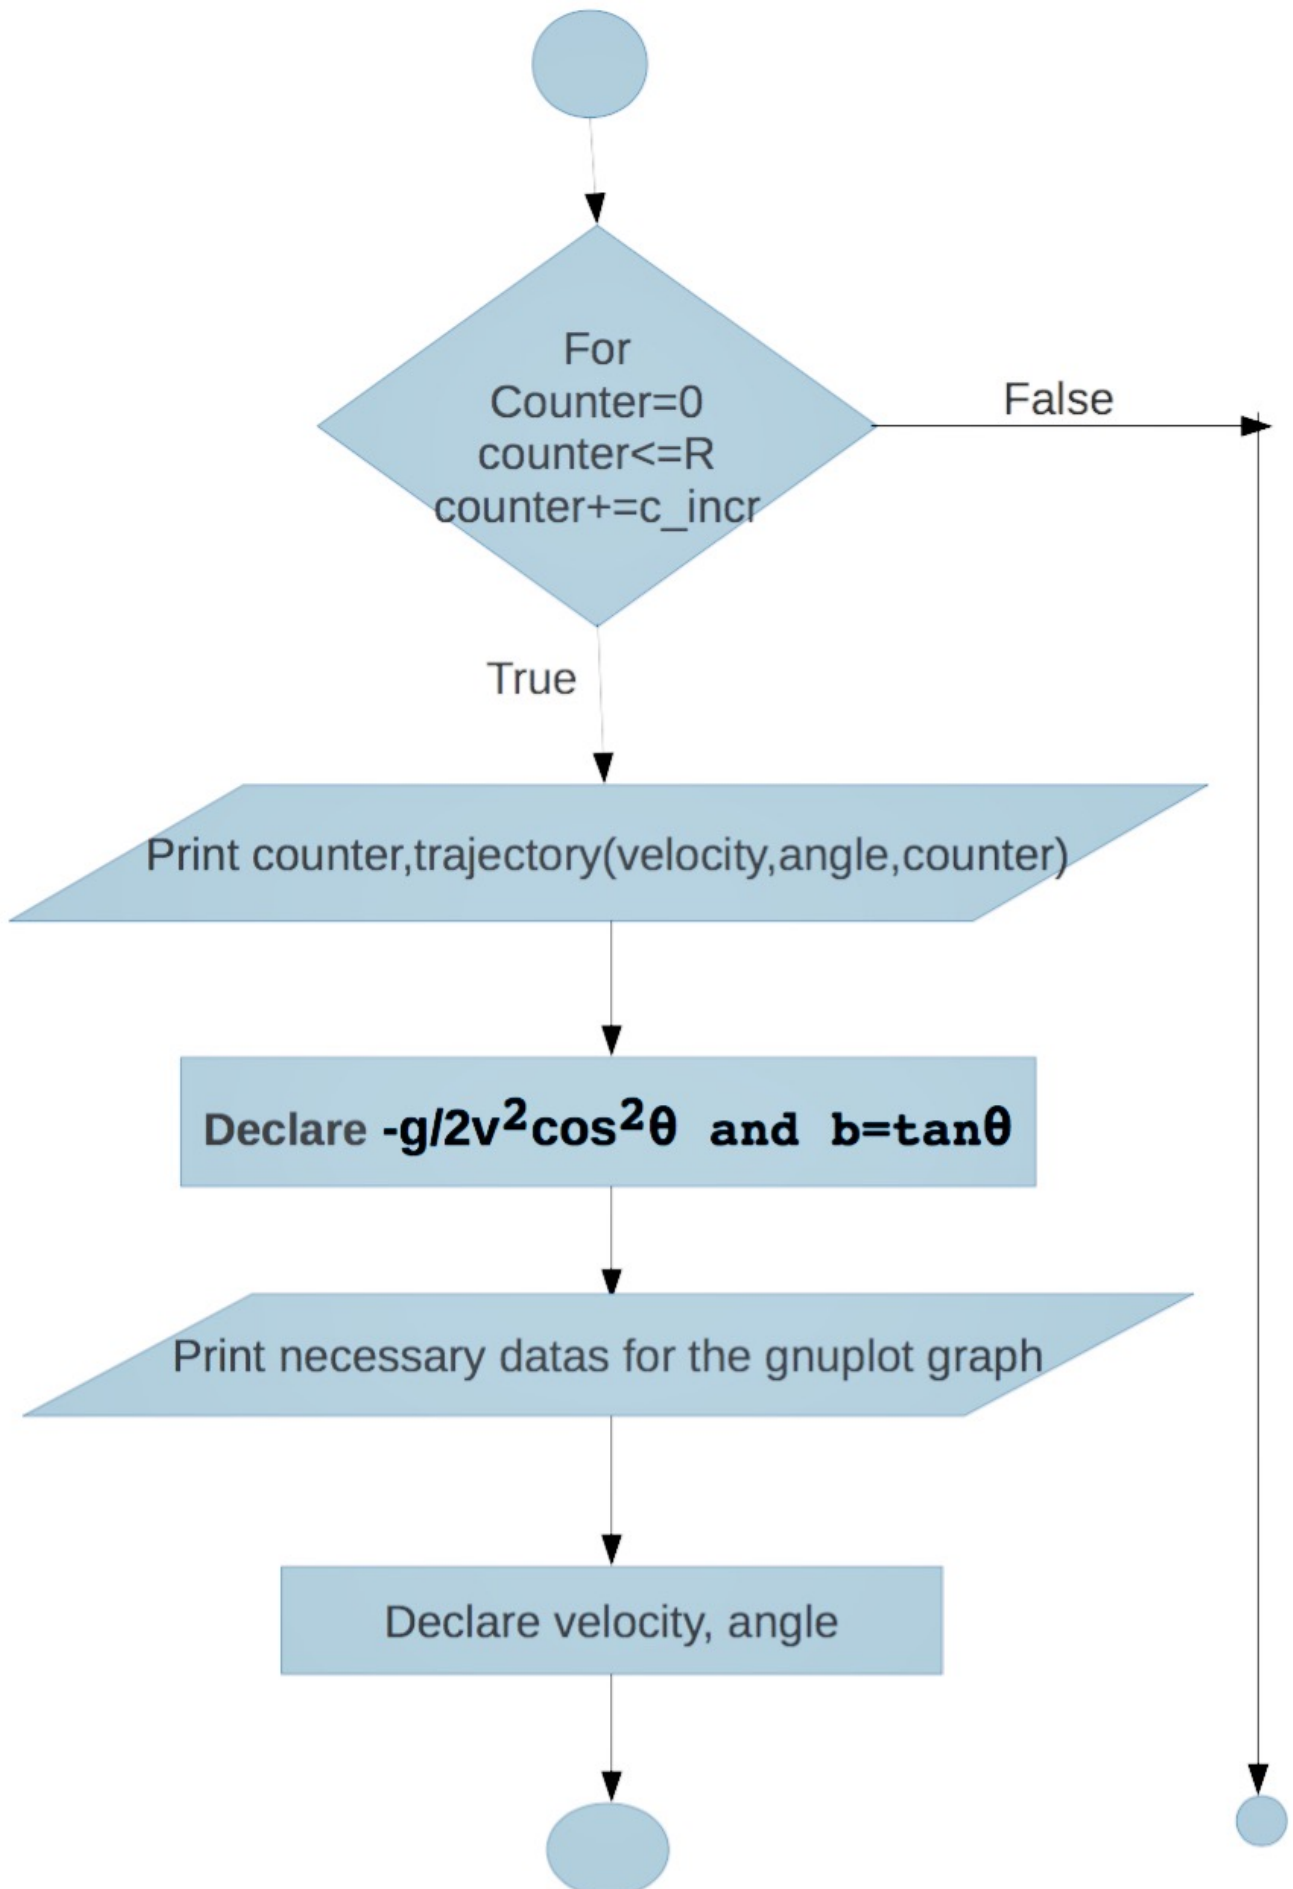 For
Counter=0
counter<=R
counter+=c_incr
False
True
Print counter,trajectory(velocity,angle,counter)
Declare -g/2v²cos²θ and b=tanθ
Print necessary datas for the gnuplot graph
Declare velocity, angle